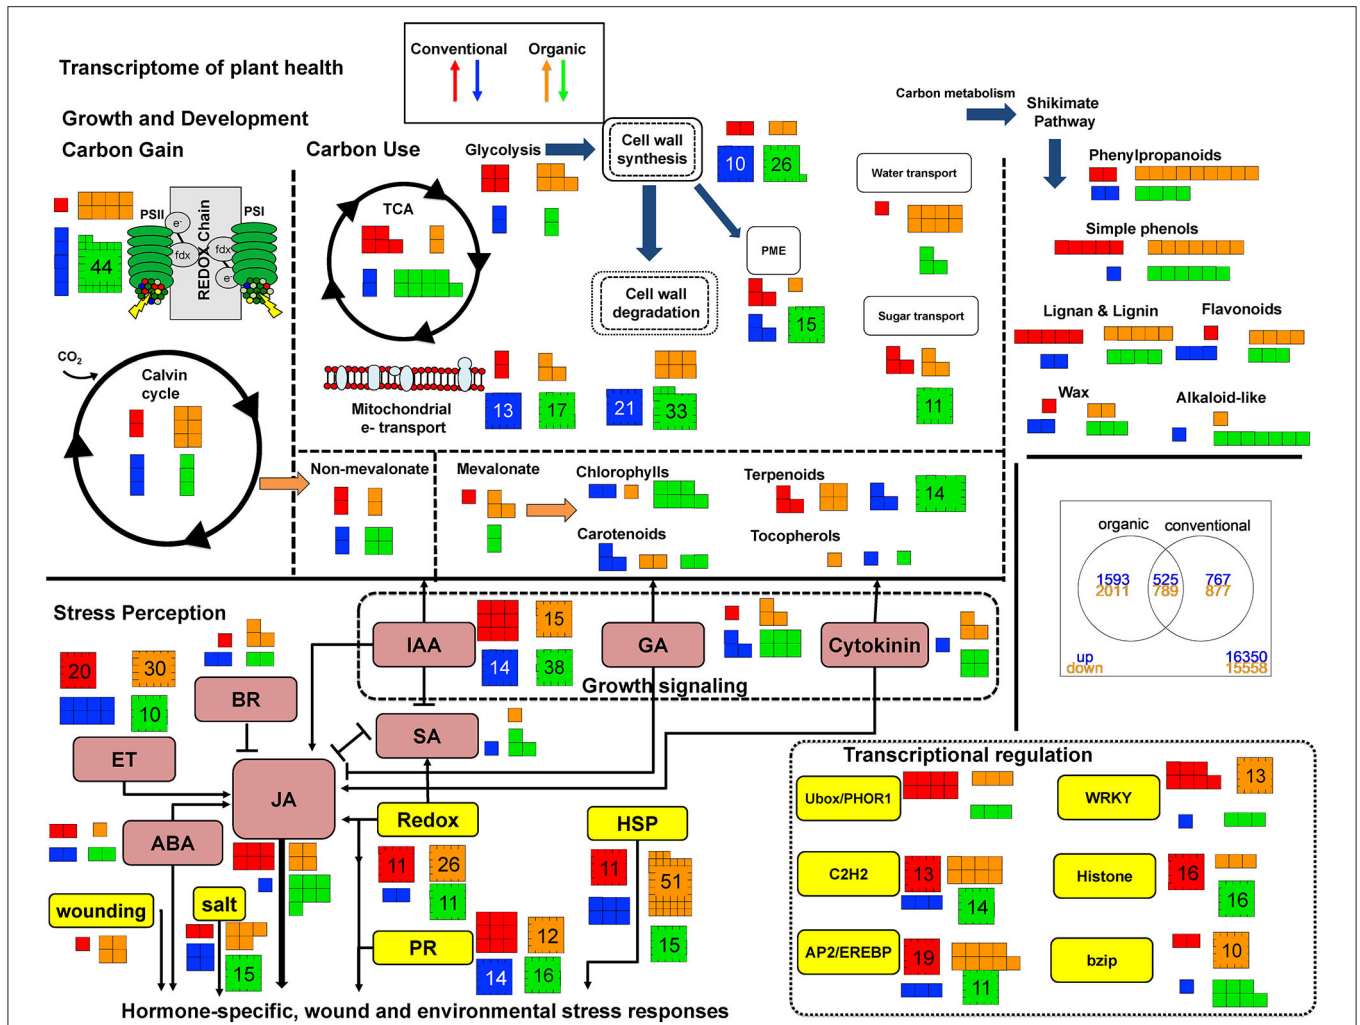 Transcriptome of plant health
Conventional Organic
Growth and Development
Carbon Gain
Carbon Use
Glycolysis
Cell wall
synthesis
10 26
Carbon metabolism
Shikimate
Pathway
Phenylpropanoids
Water transport
PSII
PSI
e-
fdx
fdx
e-
REDOX Chain
44
TCA
PME
15
Simple phenols
Cell wall
degradation
Sugar transport
Lignan & Lignin
Flavonoids
CO2
Calvin
cycle
Mitochondrial
e- transport
13 17
21 33
11
Wax
Alkaloid-like
Non-mevalonate
Mevalonate
Chlorophylls
Terpenoids
14
Carotenoids
Tocopherols
organic conventional
1593 525 767
2011 789 877
up 16350
down 15558
Stress Perception
20 30
10
BR
ET
IAA
15
14 38
GA
Cytokinin
Growth signaling
SA
JA
ABA
Redox
11 26
11
HSP
11 51
15
wounding
salt
15
PR
12
14 16
Hormone-specific, wound and environmental stress responses
Transcriptional regulation
Ubox/PHOR1
WRKY
13
C2H2
13
14
Histone
16
16
AP2/EREBP
19
11
bzip
10